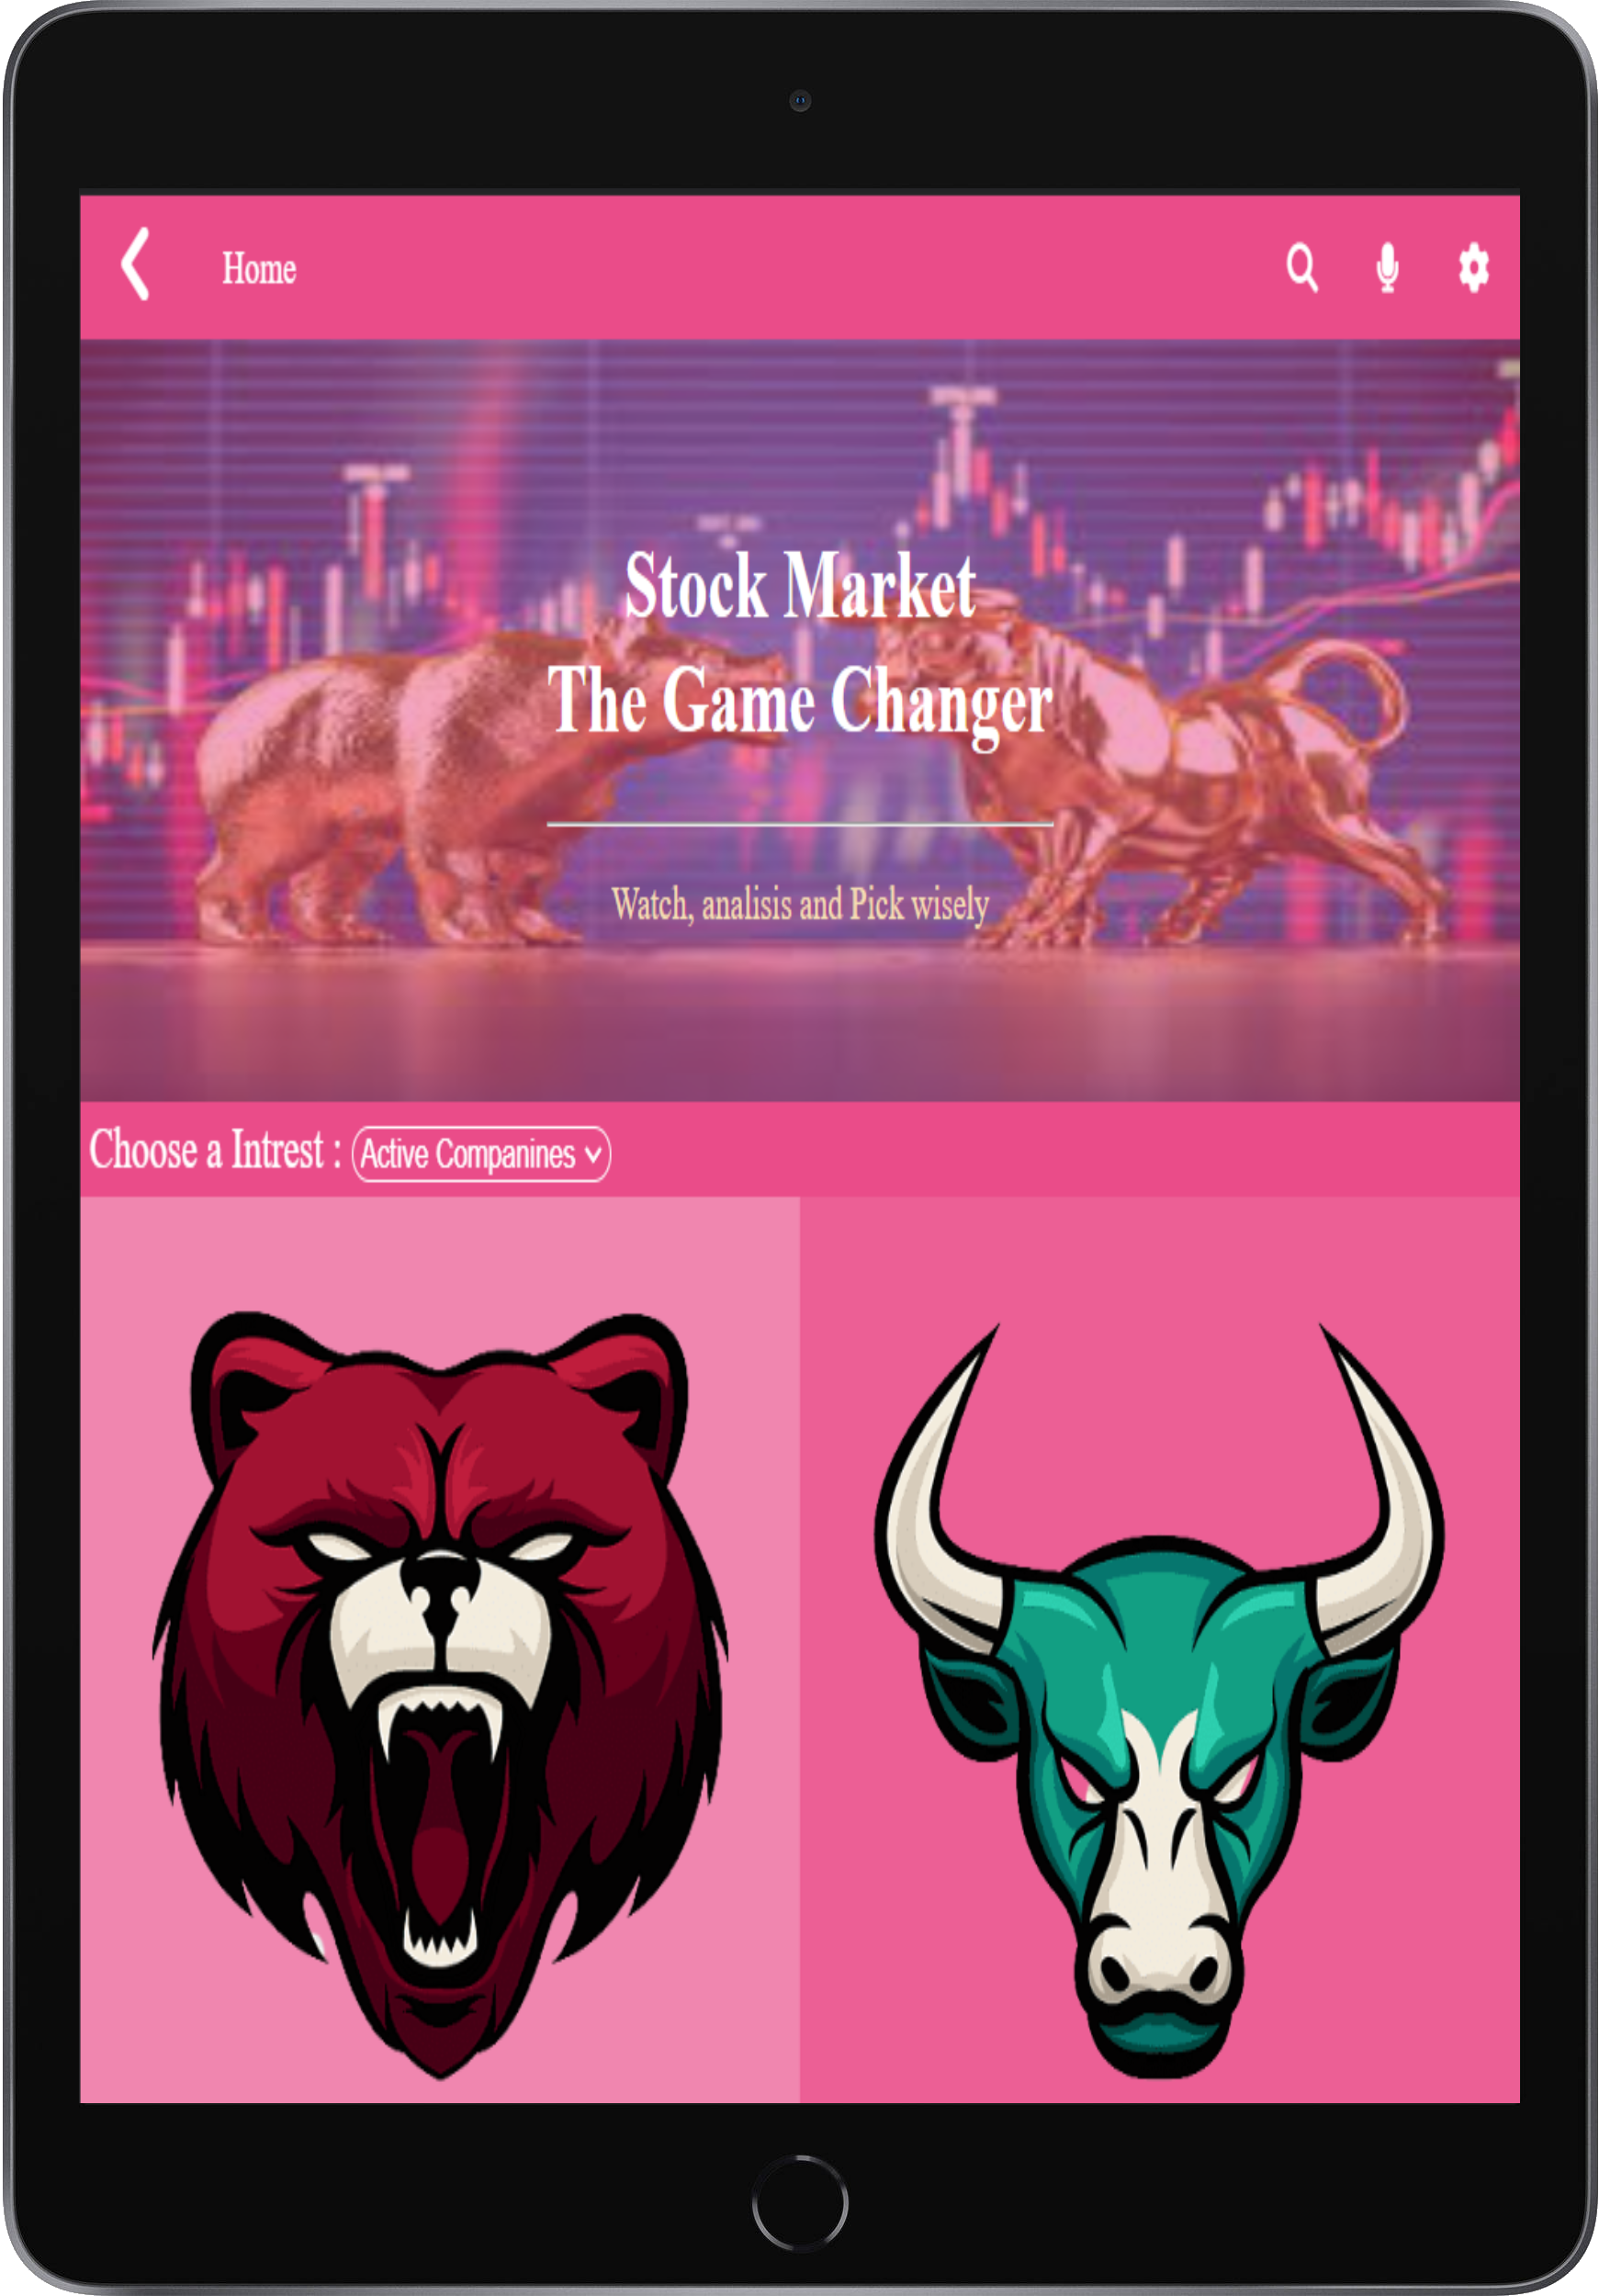 Home
Stock Market
The Game Changer
Watch, analisis and Pick wisely
Choose a Intrest : Active Companines